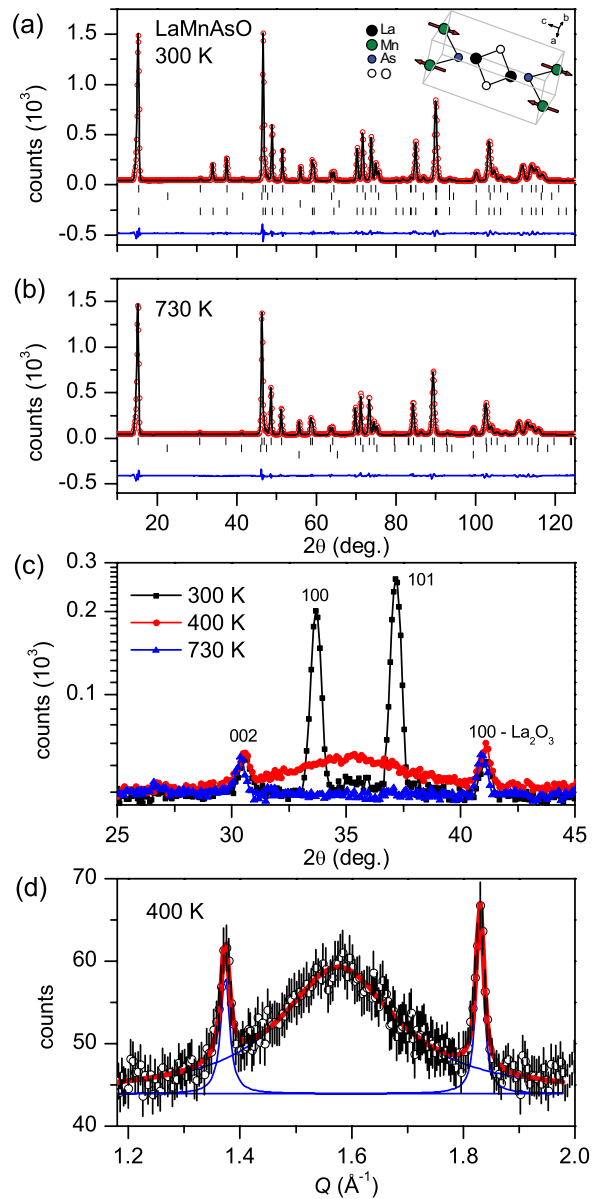 (a)
LaMnAsO
300 K
La
Mn
As
O
c
b
a
counts (10³)
1.5
1.0
0.5
0.0
-0.5
(b)
730 K
counts (10³)
1.5
1.0
0.5
0.0
-0.5
20 40 60 80 100 120
2θ (deg.)
(c)
300 K
400 K
730 K
100
101
002
100 - La₂O₃
counts (10³)
0.3
0.2
0.1
25 30 35 40 45
2θ (deg.)
(d)
400 K
counts
70
60
50
40
1.2 1.4 1.6 1.8 2.0
Q (Å⁻¹)